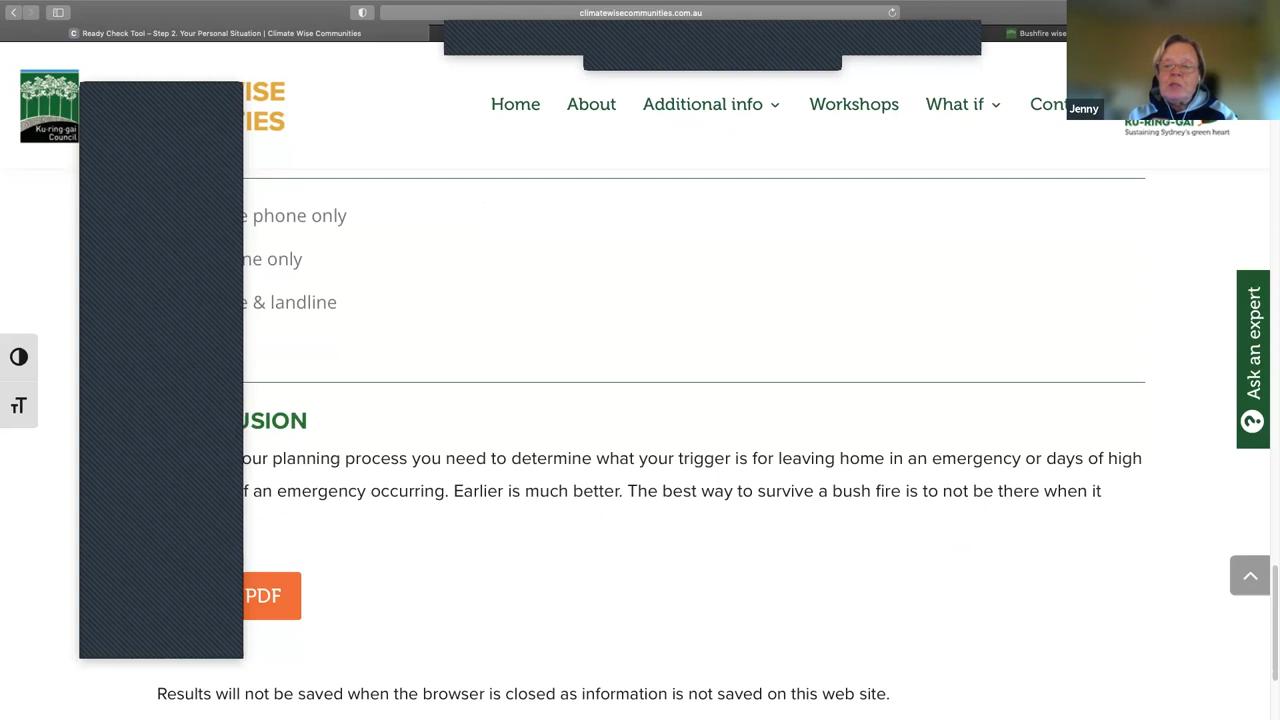 climatewisecommunities.com.au
Ready Check Tool – Step 2. Your Personal Situation | Climate Wise Communities
Bushfire wise
Jenny
Ku·ring·gai
Council
ISE
IES
Home About Additional info Workshops What if Con
KU-RING-GAI
Sustaining Sydney's green heart
e phone only
ne only
e & landline
USION
our planning process you need to determine what your trigger is for leaving home in an emergency or days of high
f an emergency occurring. Earlier is much better. The best way to survive a bush fire is to not be there when it
PDF
Results will not be saved when the browser is closed as information is not saved on this web site.
Ask an expert